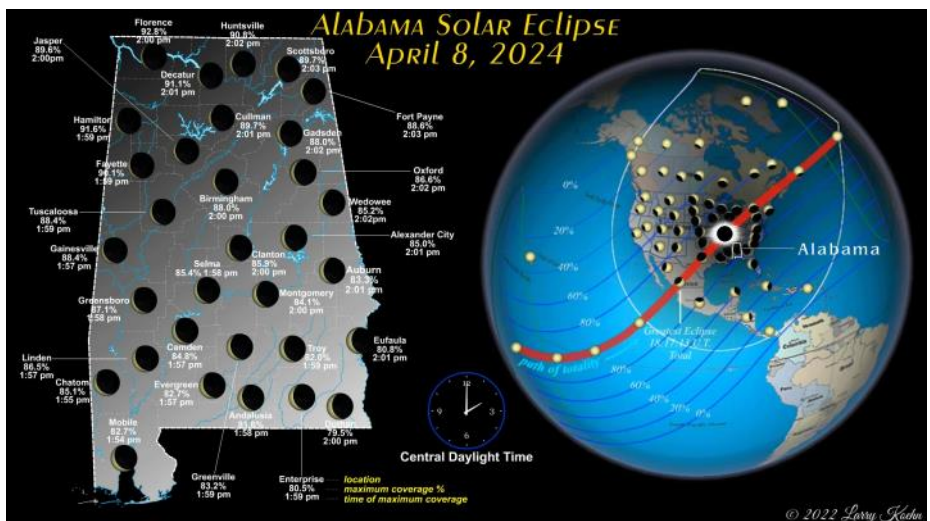 Alabama Solar Eclipse
April 8, 2024
Florence
92.8%
2:00 pm
Huntsville
90.8%
2:02 pm
Jasper
89.6%
2:00pm
Scottsboro
89.7%
2:03 pm
Decatur
91.1%
2:01 pm
Fort Payne
88.6%
2:03 pm
Hamilton
91.6%
1:59 pm
Cullman
89.7%
2:01 pm
Gadsden
88.0%
2:02 pm
Fayette
90.1%
1:59 pm
Oxford
86.6%
2:02 pm
Birmingham
88.0%
2:00 pm
Wedowee
85.2%
2:02pm
Tuscaloosa
88.4%
1:59 pm
Alexander City
85.0%
2:01 pm
Gainesville
88.4%
1:57 pm
Selma
85.4% 1:58 pm
Clanton
85.9%
2:00 pm
Auburn
83.3%
2:01 pm
Greensboro
87.1%
1:58 pm
Montgomery
84.1%
2:00 pm
Camden
84.8%
1:57 pm
Troy
82.0%
1:59 pm
Eufaula
80.8%
2:01 pm
Linden
86.5%
1:57 pm
Chatom
85.1%
1:55 pm
Evergreen
82.7%
1:57 pm
Andalusia
1:58 pm
Dothan
79.5%
2:00 pm
Mobile
82.7%
1:54 pm
Greenville
83.2%
1:59 pm
Enterprise
80.5%
1:59 pm
location
maximum coverage %
time of maximum coverage
12
3
6
9
Central Daylight Time
0%
20%
40%
60%
80%
Alabama
Greatest Eclipse
18:17:13 U.T.
Total
path of totality
80%
60%
40%
20%
0%
© 2022 Larry Koehn